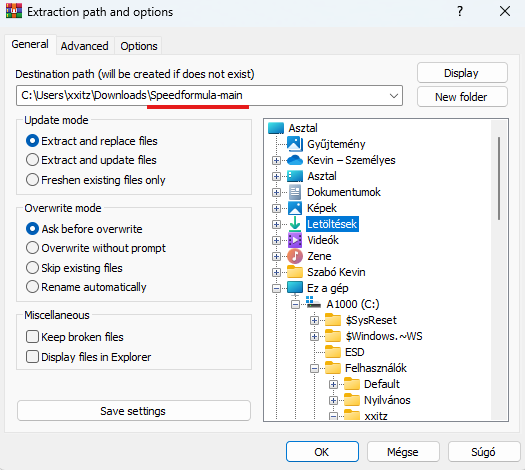 Extraction path and options
General
Advanced
Options
Destination path (will be created if does not exist)
C:\Users\xxitz\Downloads\Speedformula-main
Display
New folder
Update mode
Extract and replace files
Extract and update files
Freshen existing files only
Overwrite mode
Ask before overwrite
Overwrite without prompt
Skip existing files
Rename automatically
Miscellaneous
Keep broken files
Display files in Explorer
Save settings
Asztal
Gyűjtemény
Kevin – Személyes
Asztal
Dokumentumok
Képek
Letöltések
Videók
Zene
Szabó Kevin
Ez a gép
A1000 (C:)
$SysReset
$Windows.~WS
ESD
Felhasználók
Default
Nyilvános
xxitz
OK
Mégse
Súgó